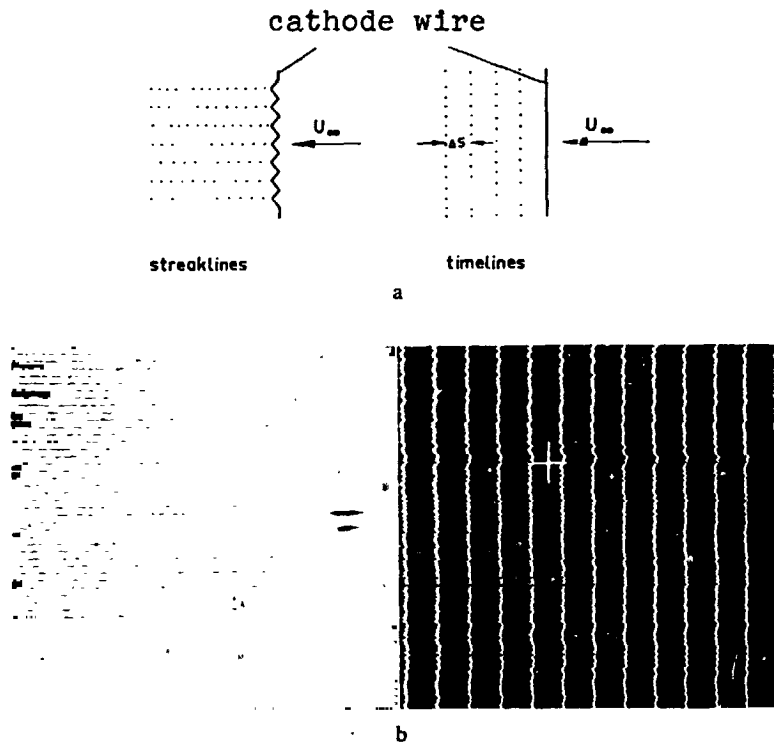 cathode wire
U∞
ΔS
U∞
streaklines
timelines
a
b